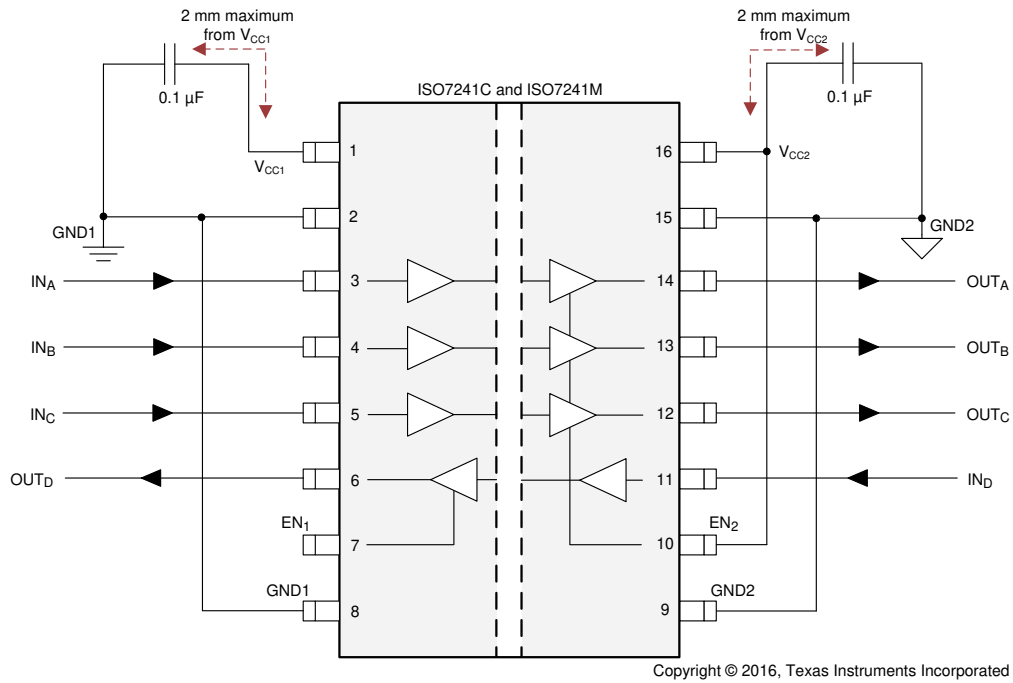 2 mm maximum
from VCC1
2 mm maximum
from VCC2
0.1 µF
0.1 µF
ISO7241C and ISO7241M
1
16
VCC1
VCC2
2
15
GND1
GND2
INA
3
14
OUTA
INB
4
13
OUTB
INC
5
12
OUTC
OUTD
6
11
IND
EN1
EN2
7
10
GND1
GND2
8
9
Copyright © 2016, Texas Instruments Incorporated